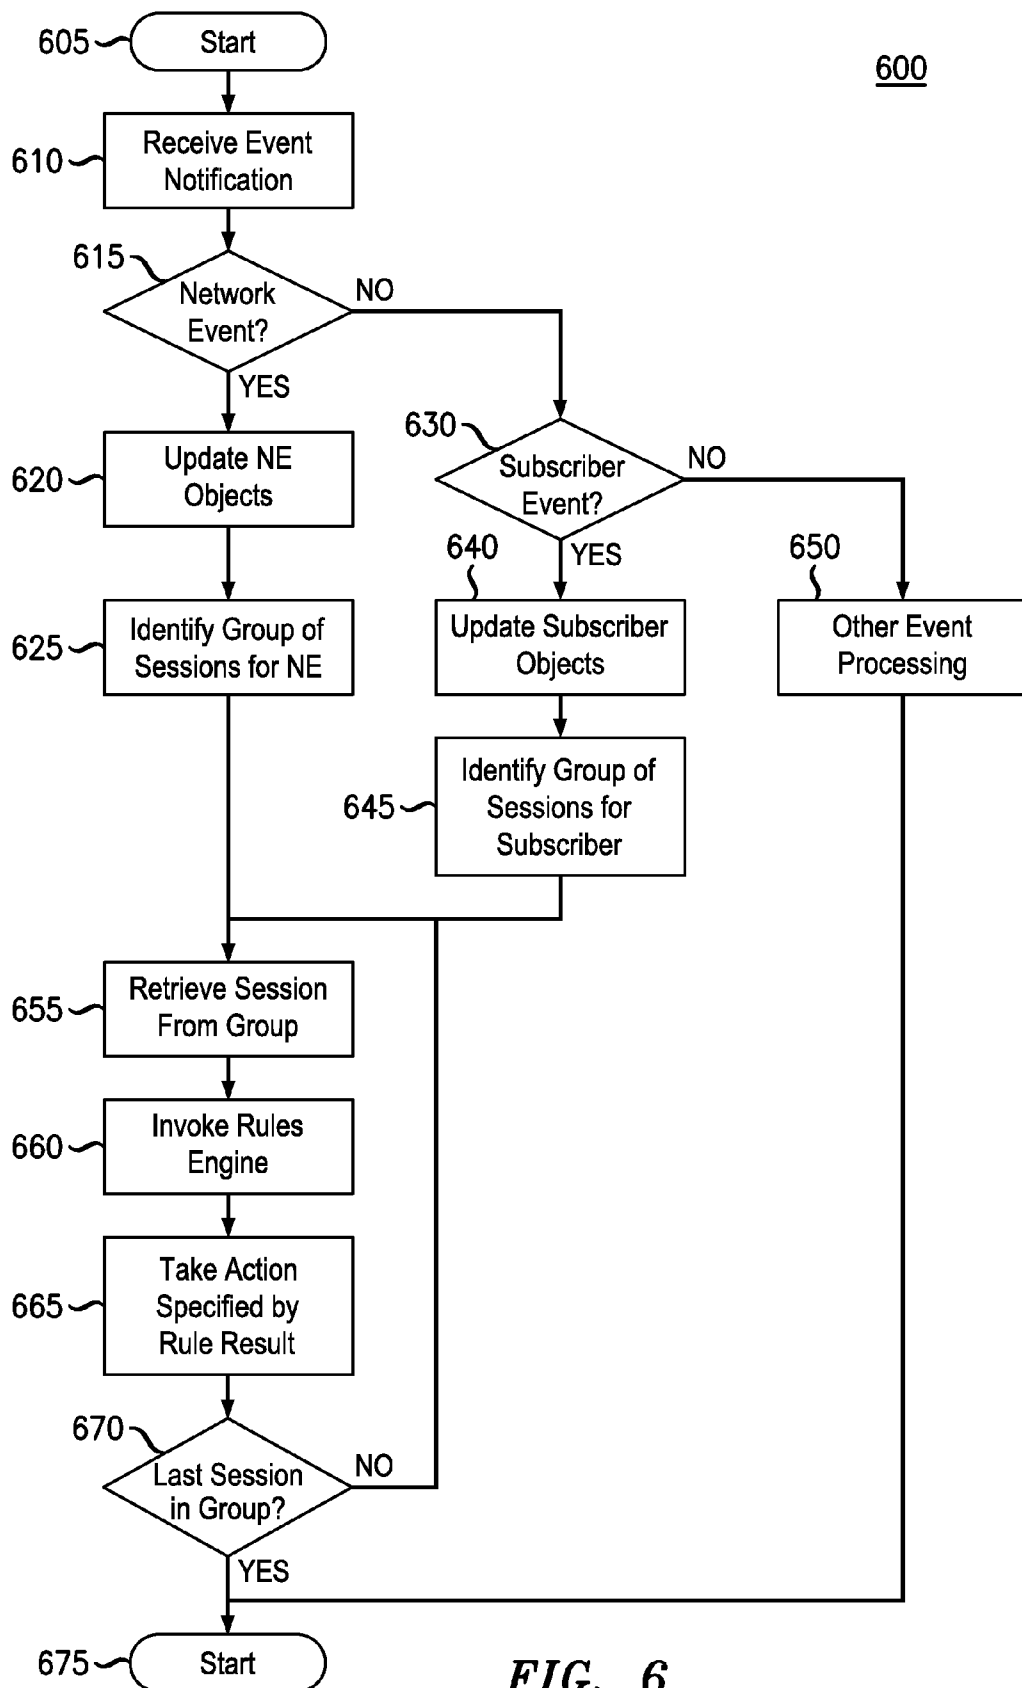 605
Start
600
610
Receive Event
Notification
615
Network
Event?
NO
YES
620
Update NE
Objects
630
Subscriber
Event?
NO
YES
625
Identify Group of
Sessions for NE
640
Update Subscriber
Objects
650
Other Event
Processing
645
Identify Group of
Sessions for
Subscriber
655
Retrieve Session
From Group
660
Invoke Rules
Engine
665
Take Action
Specified by
Rule Result
670
Last Session
in Group?
NO
YES
675
Start
FIG. 6